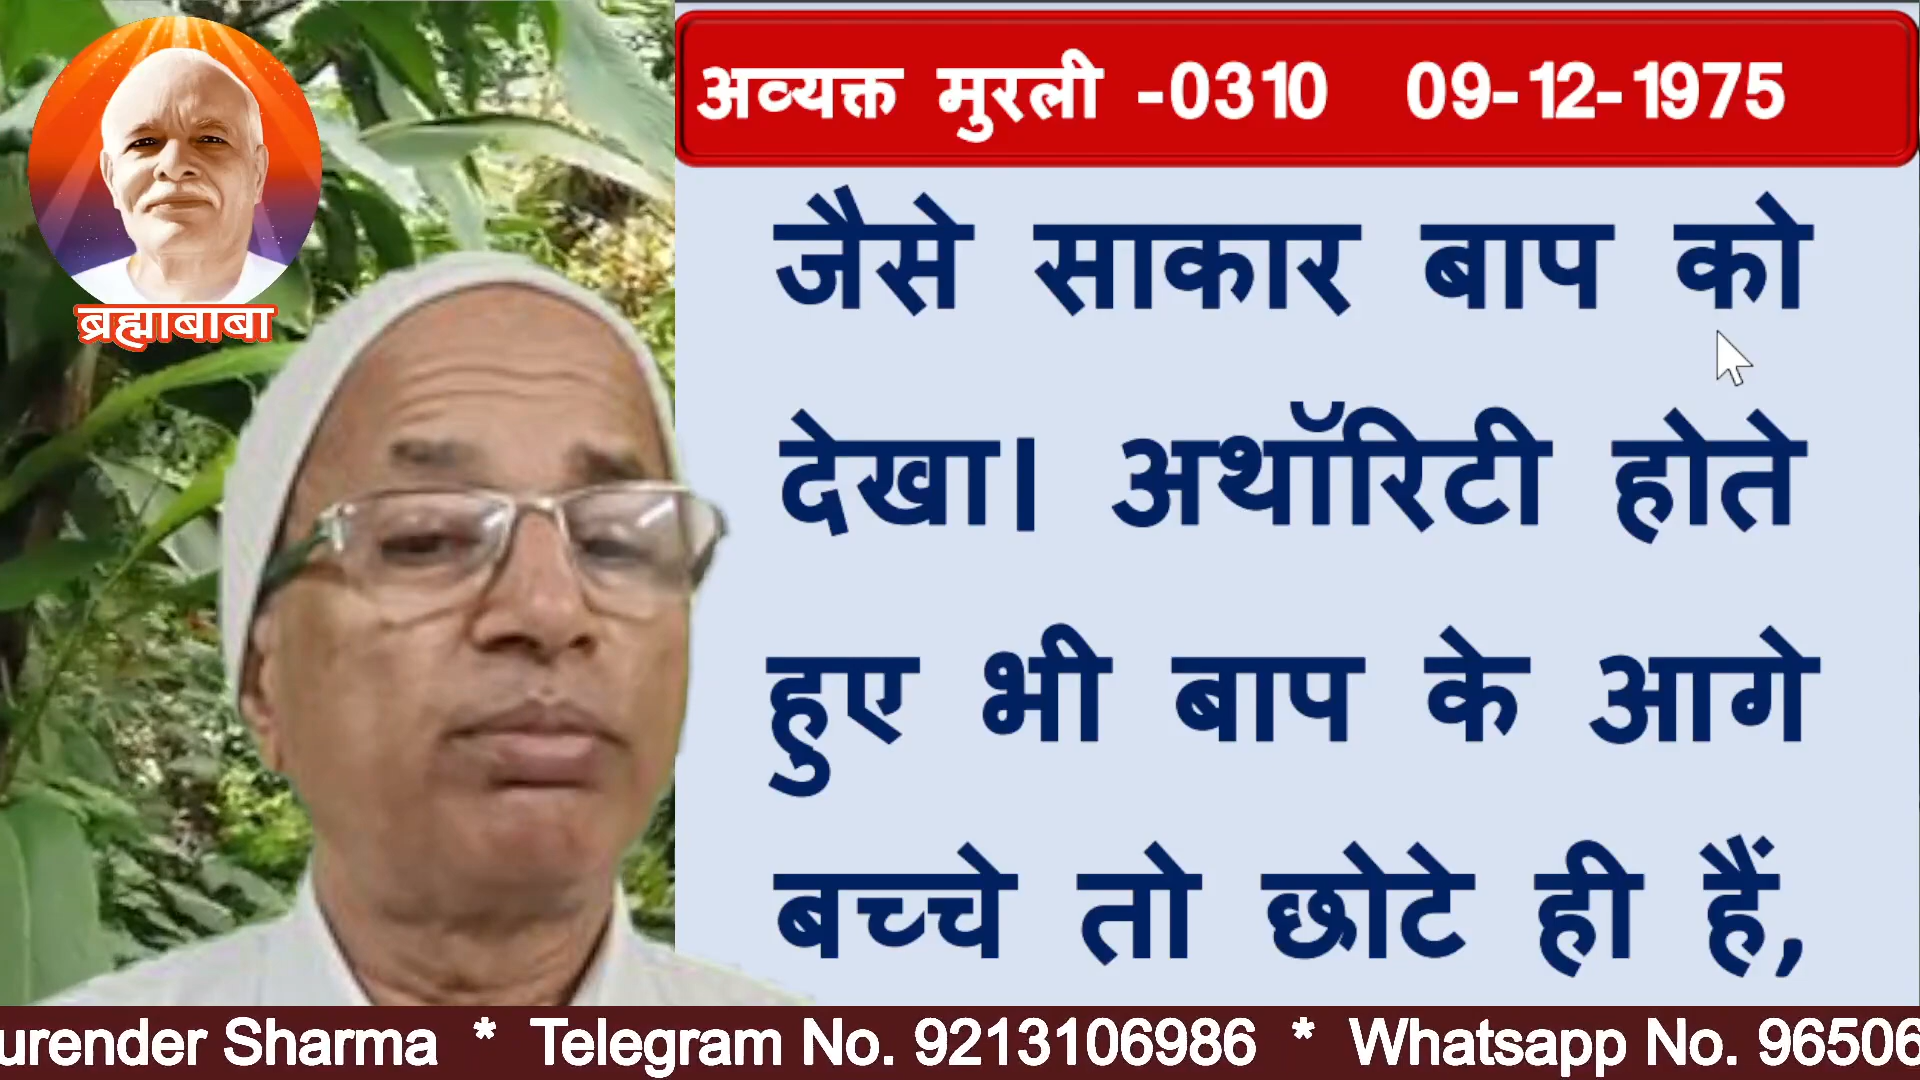 अव्यक्त मुरली -0310 09-12-1975
ब्रह्माबाबा
जैसे साकार बाप को
देखा। अथॉरिटी होते
हुए भी बाप के आगे
बच्चे तो छोटे ही हैं,
urender Sharma * Telegram No. 9213106986 * Whatsapp No. 96506